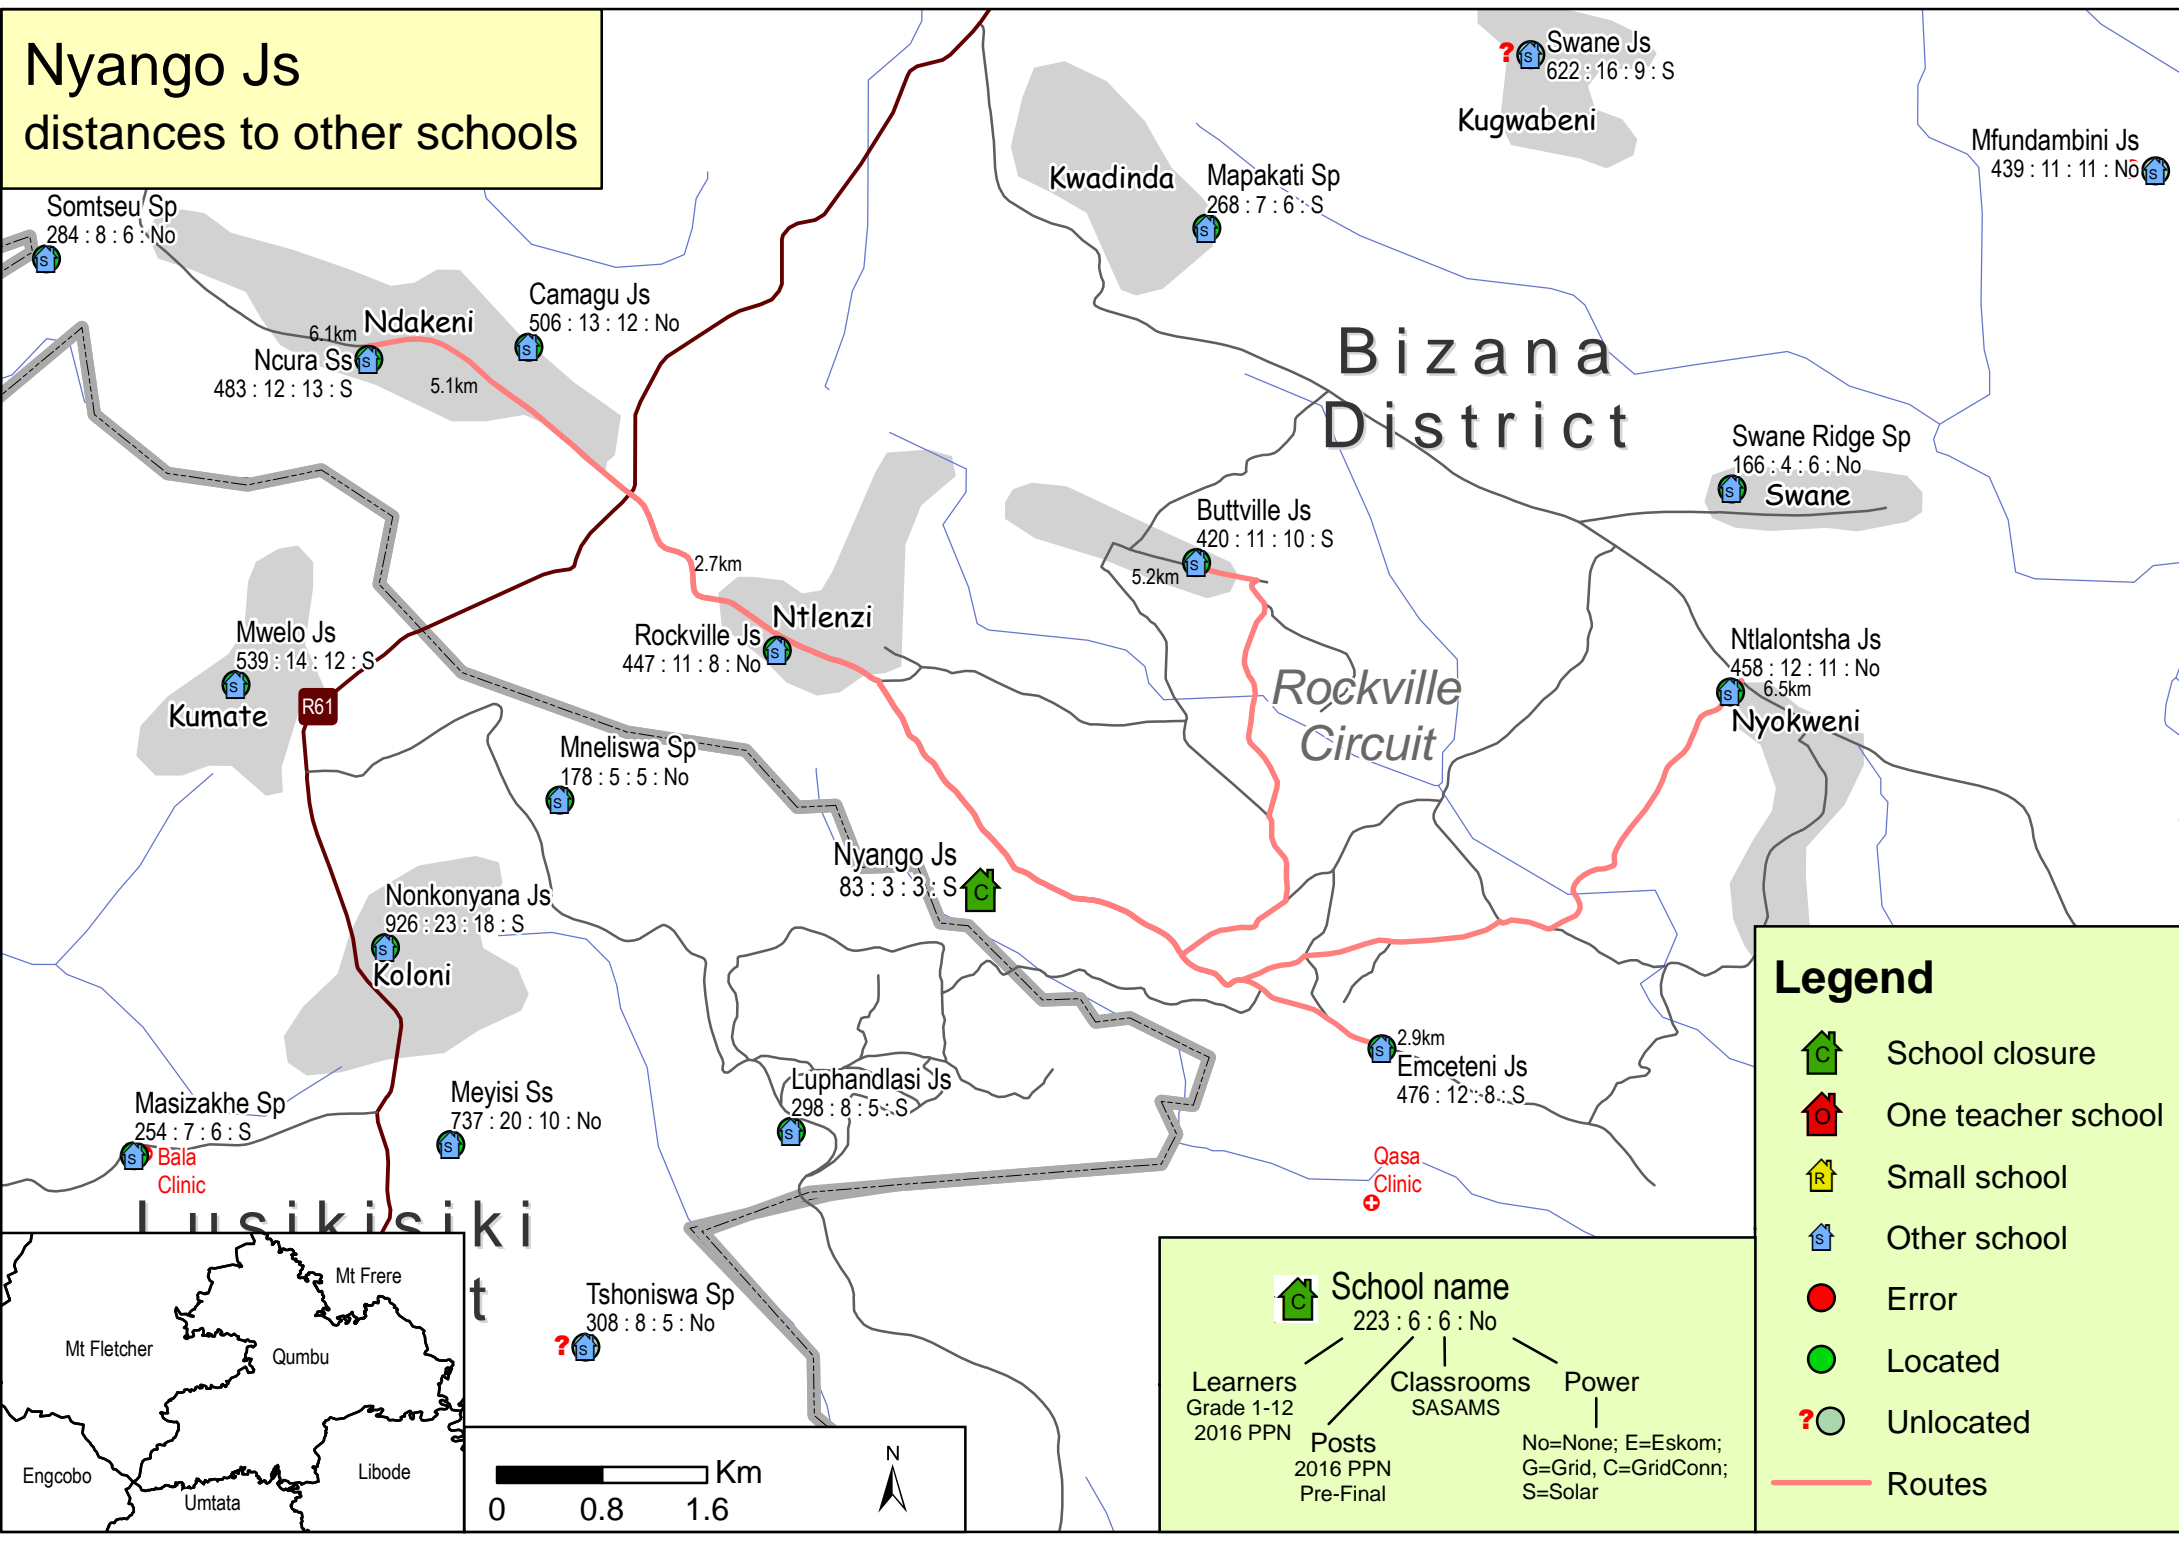 Nyango Js
distances to other schools
Swane Js
622 : 16 : 9 : S
Kugwabeni
Mfundambini Js
439 : 11 : 11 : No
Kwadinda
Mapakati Sp
268 : 7 : 6 : S
Somtseu Sp
284 : 8 : 6 : No
Camagu Js
506 : 13 : 12 : No
6.1km
Ndakeni
Ncura Ss
483 : 12 : 13 : S
5.1km
Bizana
District
Swane Ridge Sp
166 : 4 : 6 : No
Swane
Buttville Js
420 : 11 : 10 : S
5.2km
2.7km
Ntlenzi
Rockville Js
447 : 11 : 8 : No
Mwelo Js
539 : 14 : 12 : S
Kumate
R61
Ntlalontsha Js
458 : 12 : 11 : No
6.5km
Nyokweni
Rockville
Circuit
Mneliswa Sp
178 : 5 : 5 : No
Nyango Js
83 : 3 : 3 : S
C
Nonkonyana Js
926 : 23 : 18 : S
Koloni
2.9km
Emceteni Js
476 : 12 : 8 : S
Luphandlasi Js
298 : 8 : 5 : S
Meyisi Ss
737 : 20 : 10 : No
Masizakhe Sp
254 : 7 : 6 : S
Bala
Clinic
Qasa
Clinic
Lusikisiki
t
Tshoniswa Sp
308 : 8 : 5 : No
?
Mt Frere
Mt Fletcher
Qumbu
Engcobo
Libode
Umtata
Km
0 0.8 1.6
N
C School name
223 : 6 : 6 : No
Learners
Grade 1-12
2016 PPN
Posts
2016 PPN
Pre-Final
Classrooms
SASAMS
Power
No=None; E=Eskom;
G=Grid, C=GridConn;
S=Solar
Legend
C School closure
O One teacher school
R Small school
S Other school
Error
Located
? Unlocated
Routes